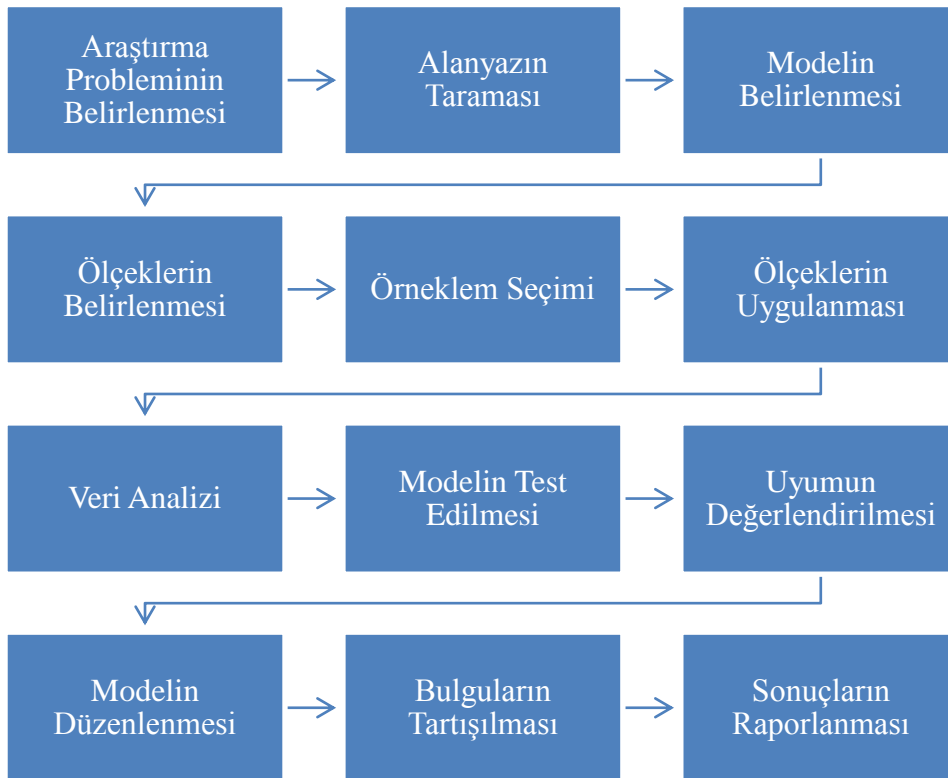 Araştırma
Probleminin
Belirlenmesi
Alanyazın
Taraması
Modelin
Belirlenmesi
Ölçeklerin
Belirlenmesi
Örneklem Seçimi
Ölçeklerin
Uygulanması
Veri Analizi
Modelin Test
Edilmesi
Uyumun
Değerlendirilmesi
Modelin
Düzenlenmesi
Bulguların
Tartışılması
Sonuçların
Raporlanması